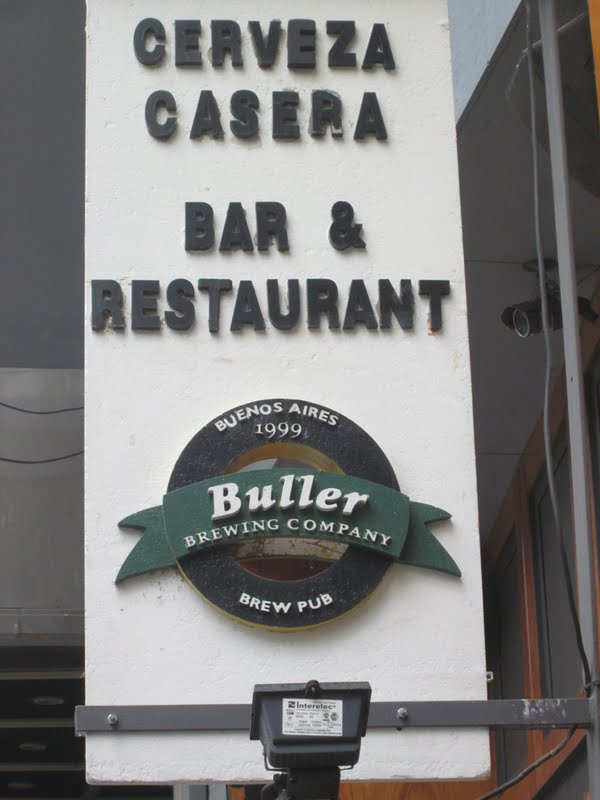 CERVEZA
CASERA
BAR &
RESTAURANT
BUENOS AIRES
1999
Buller
BREWING COMPANY
BREW PUB
Interelec